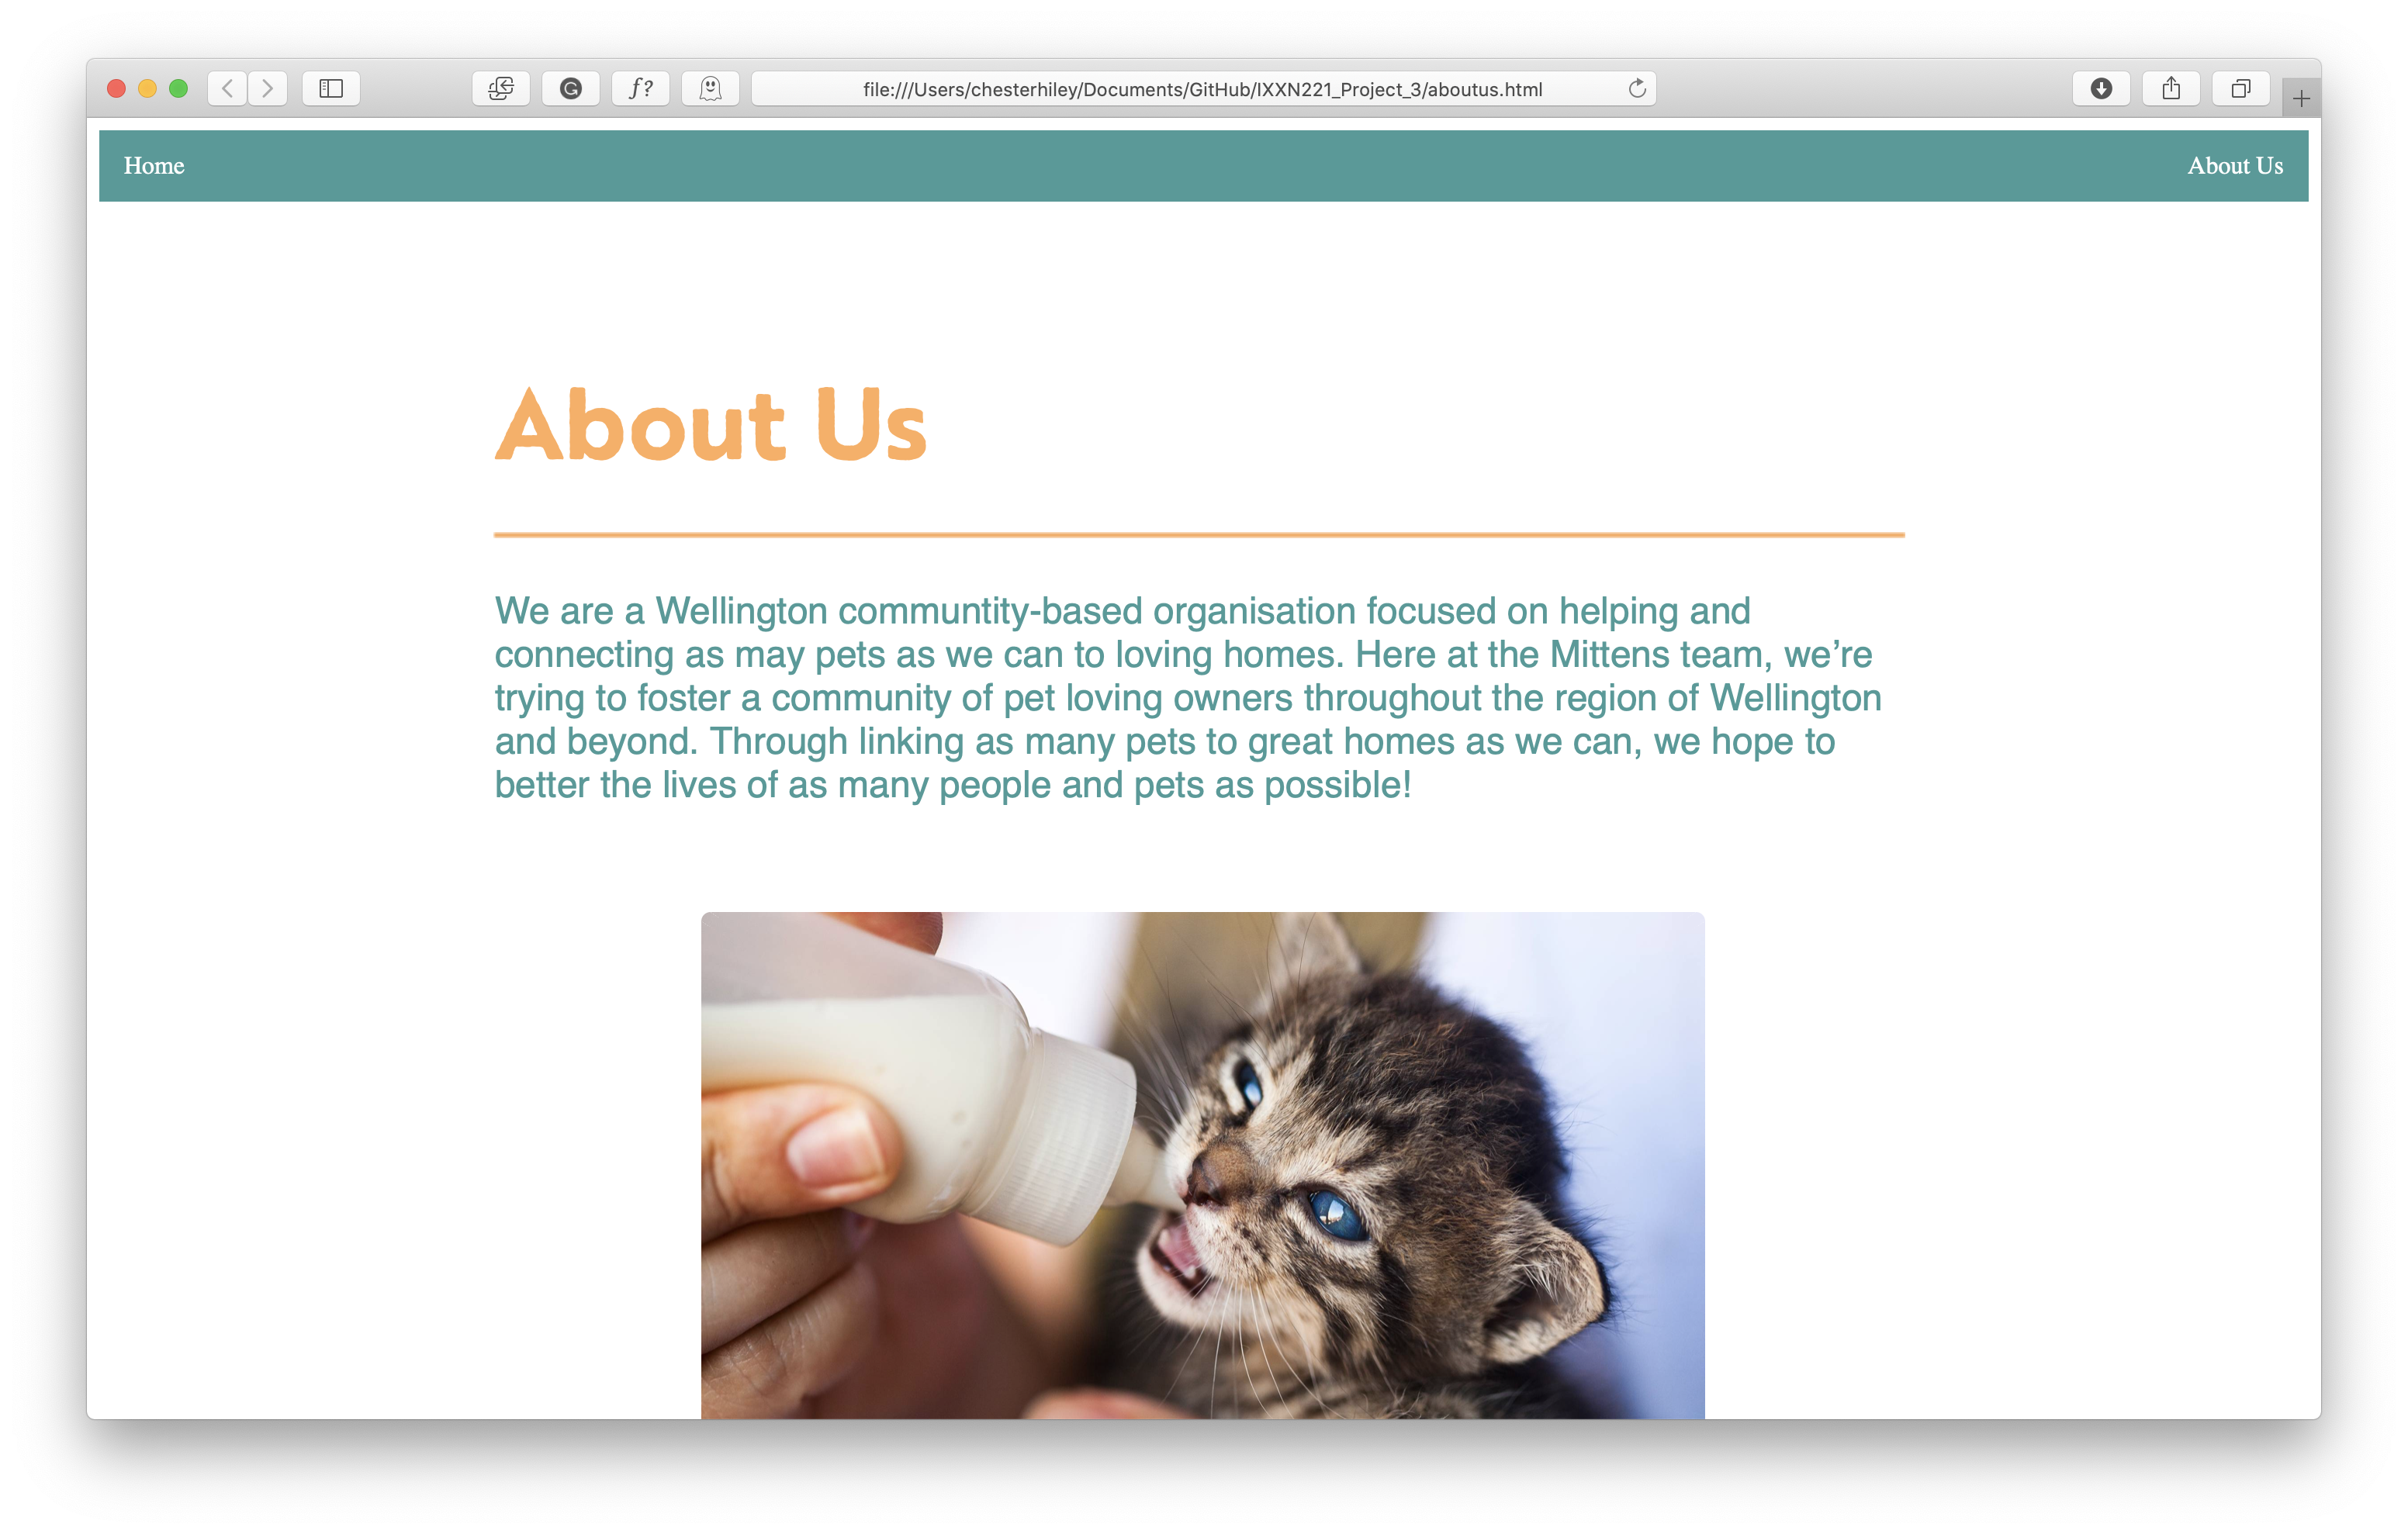 f?
file:///Users/chesterhiley/Documents/GitHub/IXXN221_Project_3/aboutus.html
Home
About Us
About Us
We are a Wellington communtity-based organisation focused on helping and
connecting as may pets as we can to loving homes. Here at the Mittens team, we’re
trying to foster a community of pet loving owners throughout the region of Wellington
and beyond. Through linking as many pets to great homes as we can, we hope to
better the lives of as many people and pets as possible!